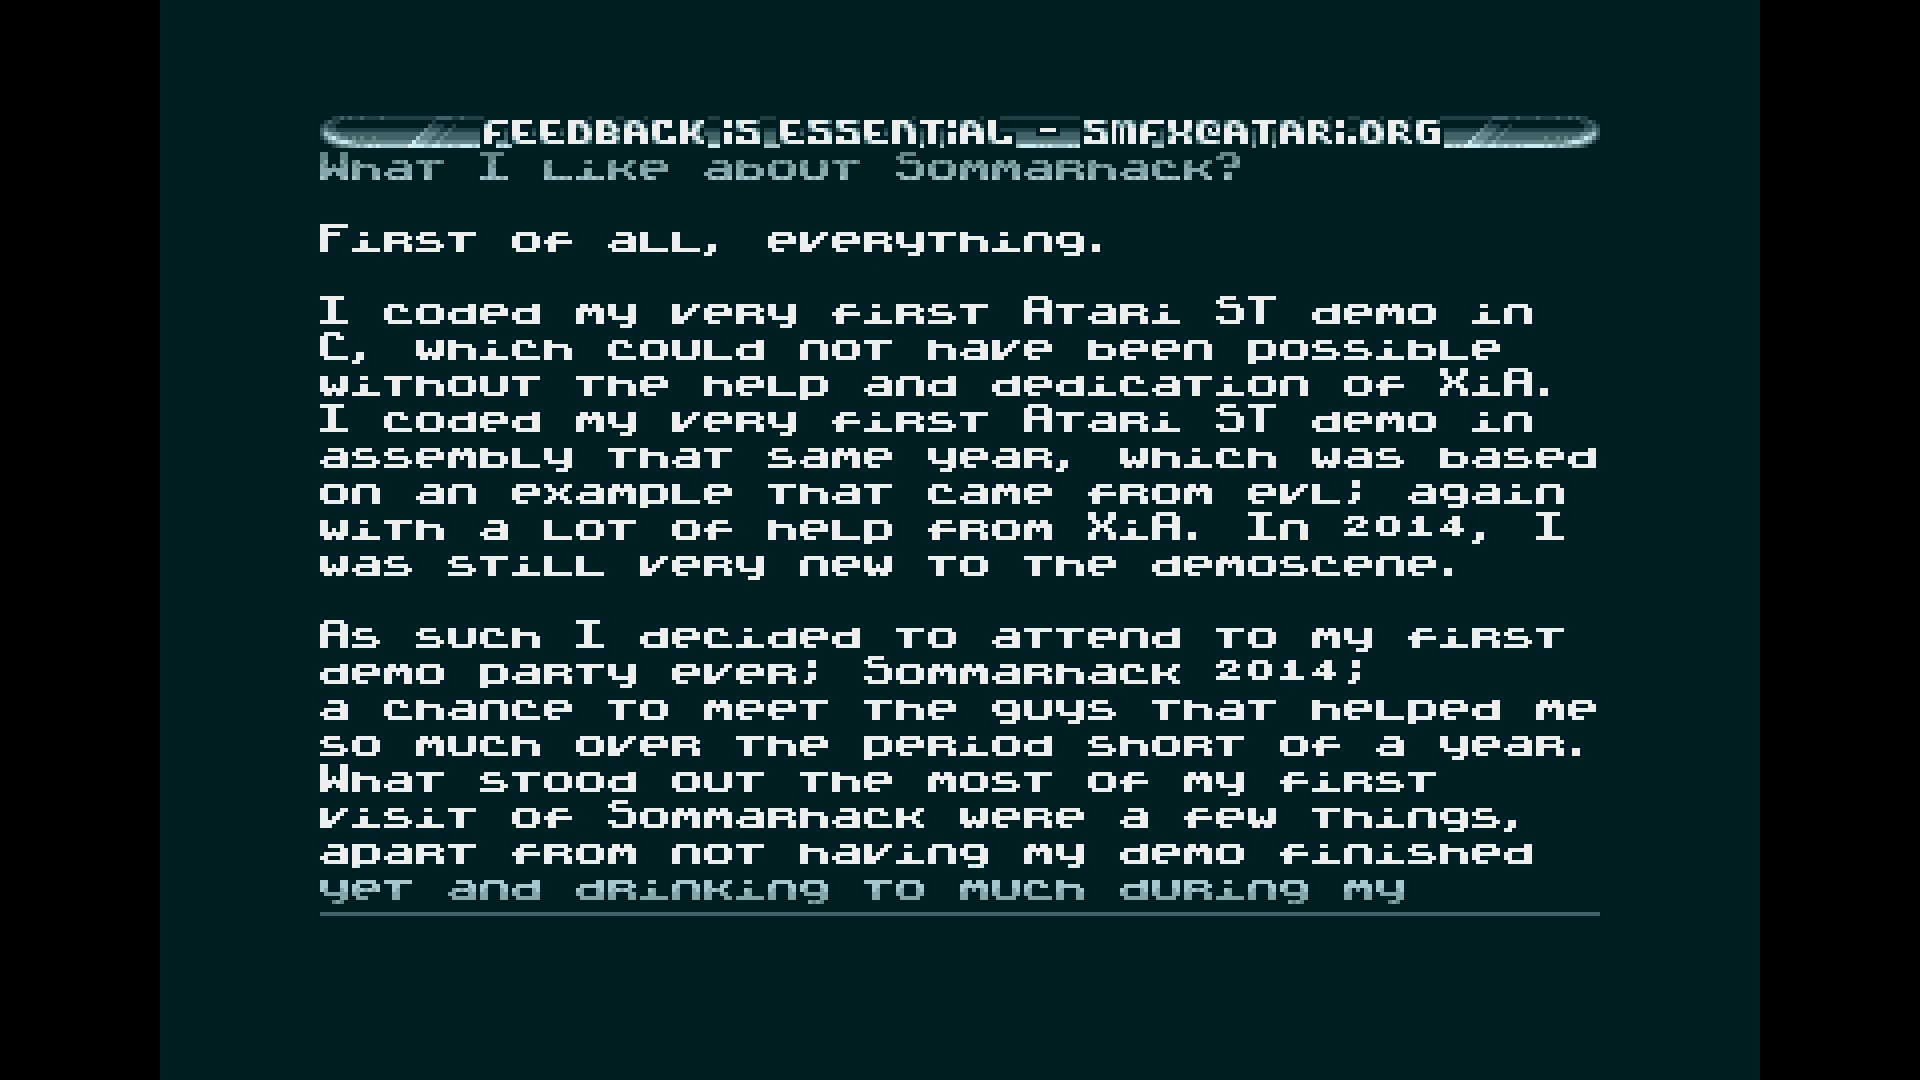 FEEDBACK IS ESSENTIAL - SMFX@ATARI.ORG
What I like about Sommarhack?
First of all, everything.
I coded my very first Atari ST demo in
C, which could not have been possible
without the help and dedication of XiA.
I coded my very first Atari ST demo in
assembly that same year, which was based
on an example that came from evl; again
with a lot of help from XiA. In 2014, I
was still very new to the demoscene.
As such I decided to attend to my first
demo party ever; Sommarhack 2014;
a chance to meet the guys that helped me
so much over the period short of a year.
What stood out the most of my first
visit of Sommarhack were a few things,
apart from not having my demo finished
yet and drinking to much during my